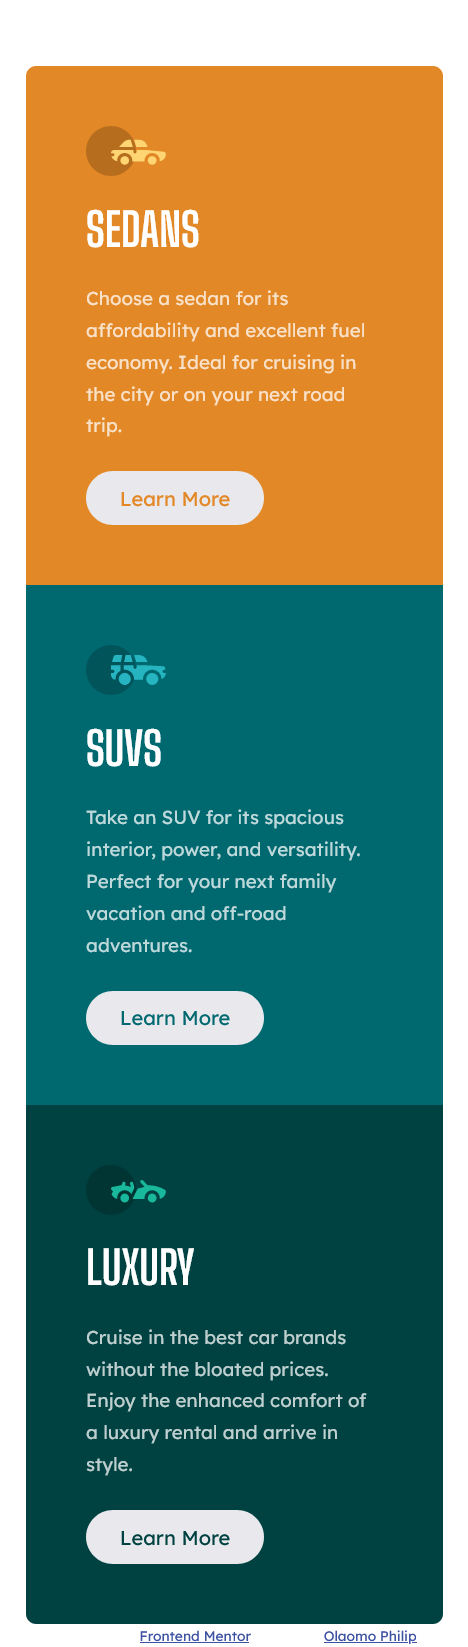 SEDANS
Choose a sedan for its
affordability and excellent fuel
economy. Ideal for cruising in
the city or on your next road
trip.
Learn More
SUVS
Take an SUV for its spacious
interior, power, and versatility.
Perfect for your next family
vacation and off-road
adventures.
Learn More
LUXURY
Cruise in the best car brands
without the bloated prices.
Enjoy the enhanced comfort of
a luxury rental and arrive in
style.
Learn More
Frontend Mentor Olaomo Philip